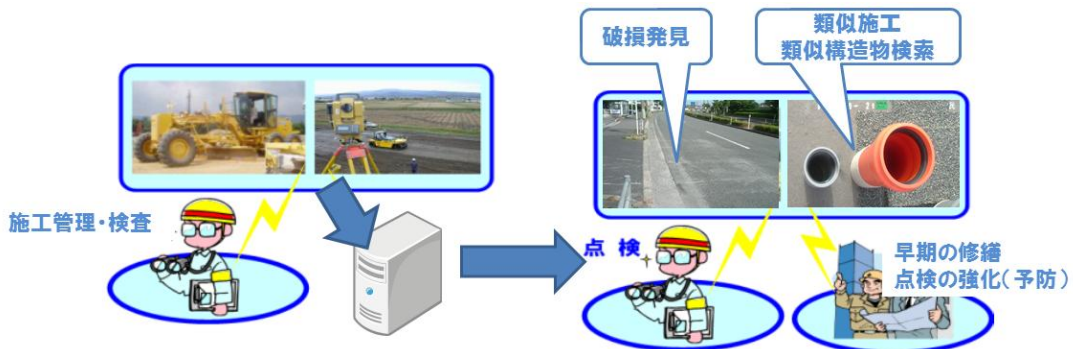 破損発見
類似施工
類似構造物検索
施工管理・検査
点 検
早期の修繕
点検の強化(予防)